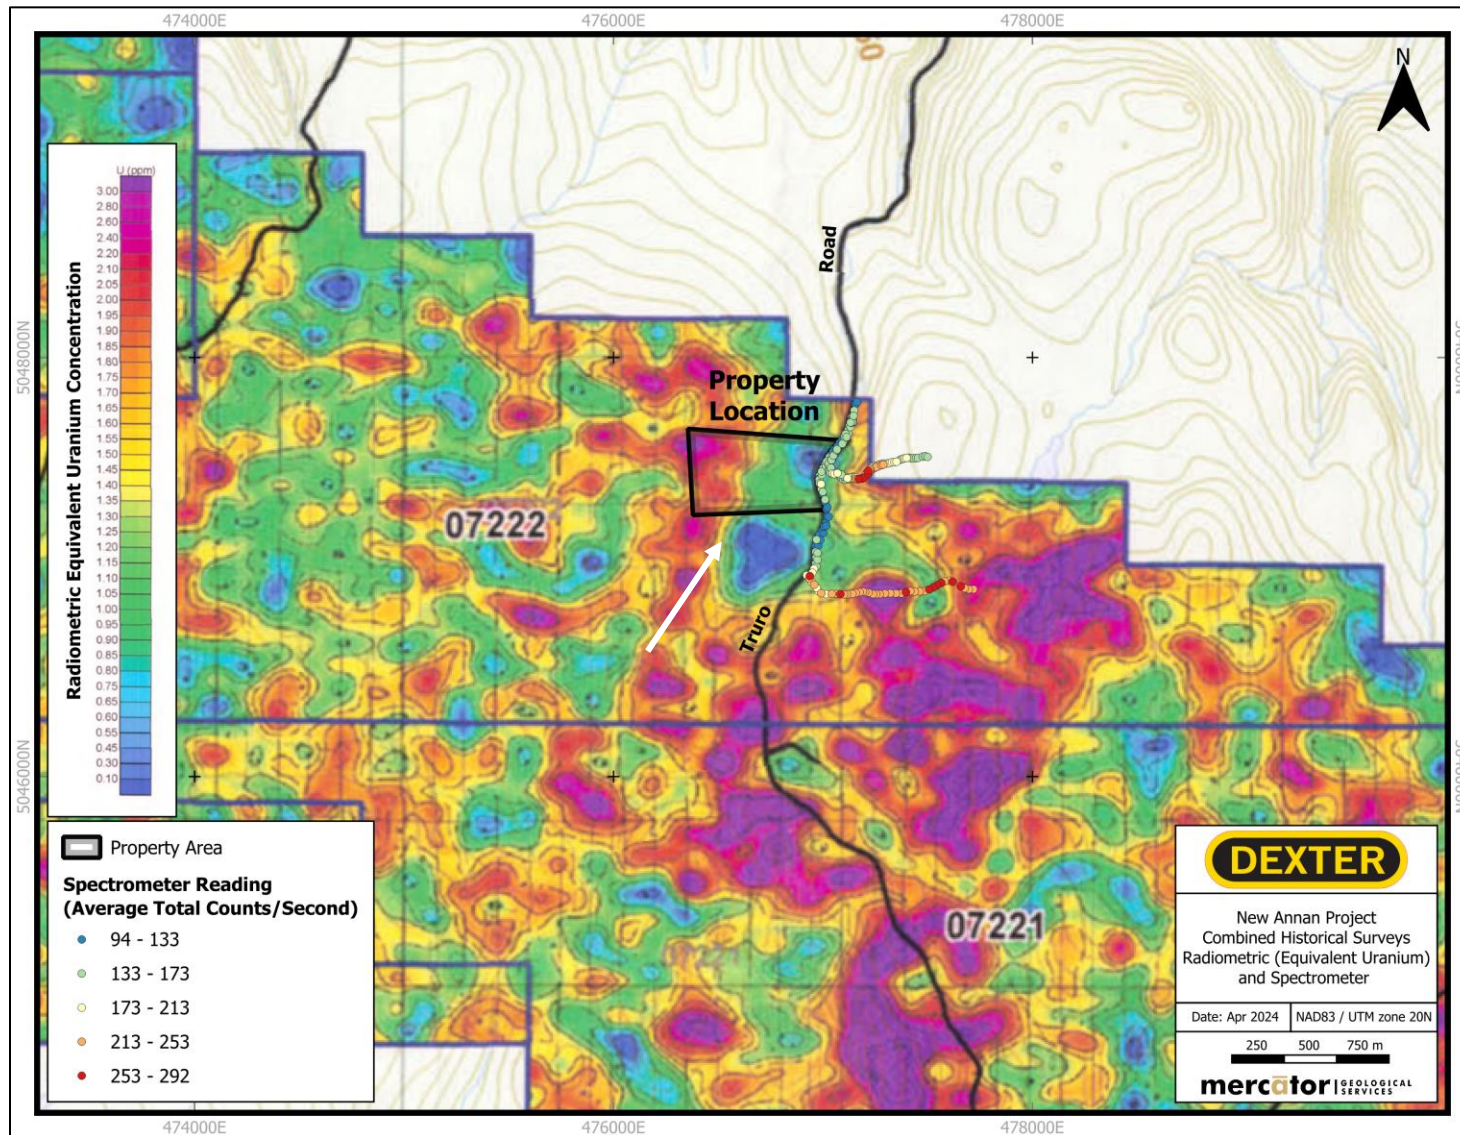 474000E
476000E
478000E
N
U (ppm)
3.00
2.80
2.60
2.40
2.20
2.10
2.05
2.00
1.95
1.90
1.85
1.80
1.75
1.70
1.65
1.60
1.55
1.50
1.45
1.40
1.35
1.30
1.25
1.20
1.15
1.10
1.05
1.00
0.95
0.90
0.85
0.80
0.75
0.65
0.60
0.55
0.45
0.30
0.10
Radiometric Equivalent Uranium Concentration
5048000N
5048000N
5046000N
5046000N
Road
Property
Location
07222
Truro
07221
Property Area
Spectrometer Reading
(Average Total Counts/Second)
94 - 133
133 - 173
173 - 213
213 - 253
253 - 292
DEXTER
New Annan Project
Combined Historical Surveys
Radiometric (Equivalent Uranium)
and Spectrometer
Date: Apr 2024
NAD83 / UTM zone 20N
250 500 750 m
mercātor GEOLOGICAL SERVICES
474000E
476000E
478000E